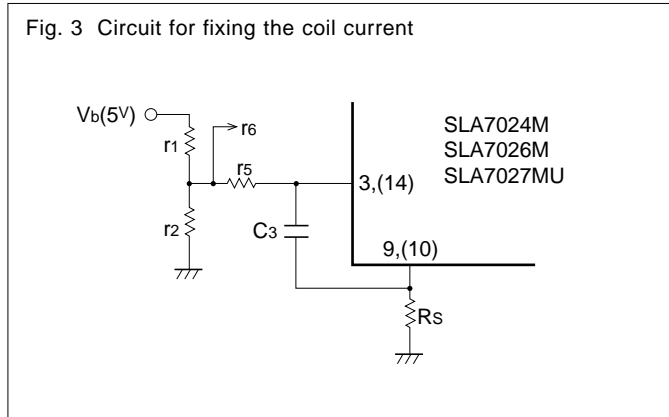 Fig. 3 Circuit for fixing the coil current
Vb(5V)
r6
r1
r5
r2
C3
3,(14)
SLA7024M
SLA7026M
SLA7027MU
9,(10)
RS